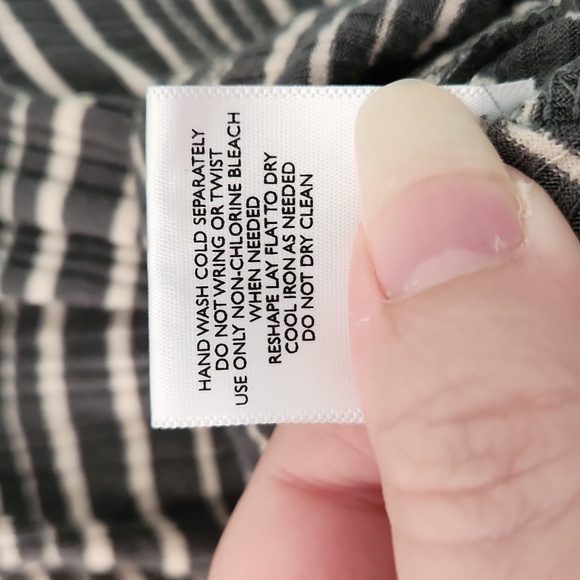 HAND WASH COLD SEPARATELY
DO NOT WRING OR TWIST
USE ONLY NON-CHLORINE BLEACH
WHEN NEEDED
RESHAPE LAY FLAT TO DRY
COOL IRON AS NEEDED
DO NOT DRY CLEAN